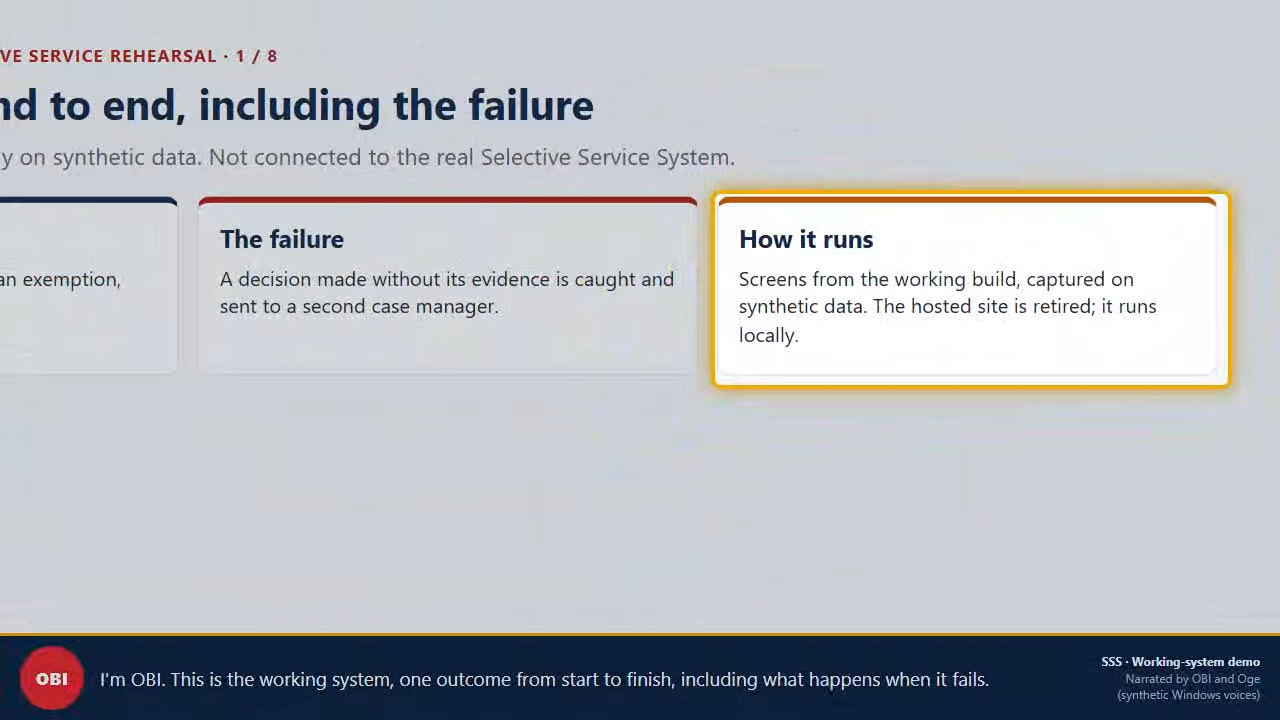 VE SERVICE REHEARSAL · 1 / 8
nd to end, including the failure
y on synthetic data. Not connected to the real Selective Service System.
an exemption,
The failure
A decision made without its evidence is caught and
sent to a second case manager.
How it runs
Screens from the working build, captured on
synthetic data. The hosted site is retired; it runs
locally.
OBI
I'm OBI. This is the working system, one outcome from start to finish, including what happens when it fails.
SSS · Working-system demo
Narrated by OBI and Oge
(synthetic Windows voices)